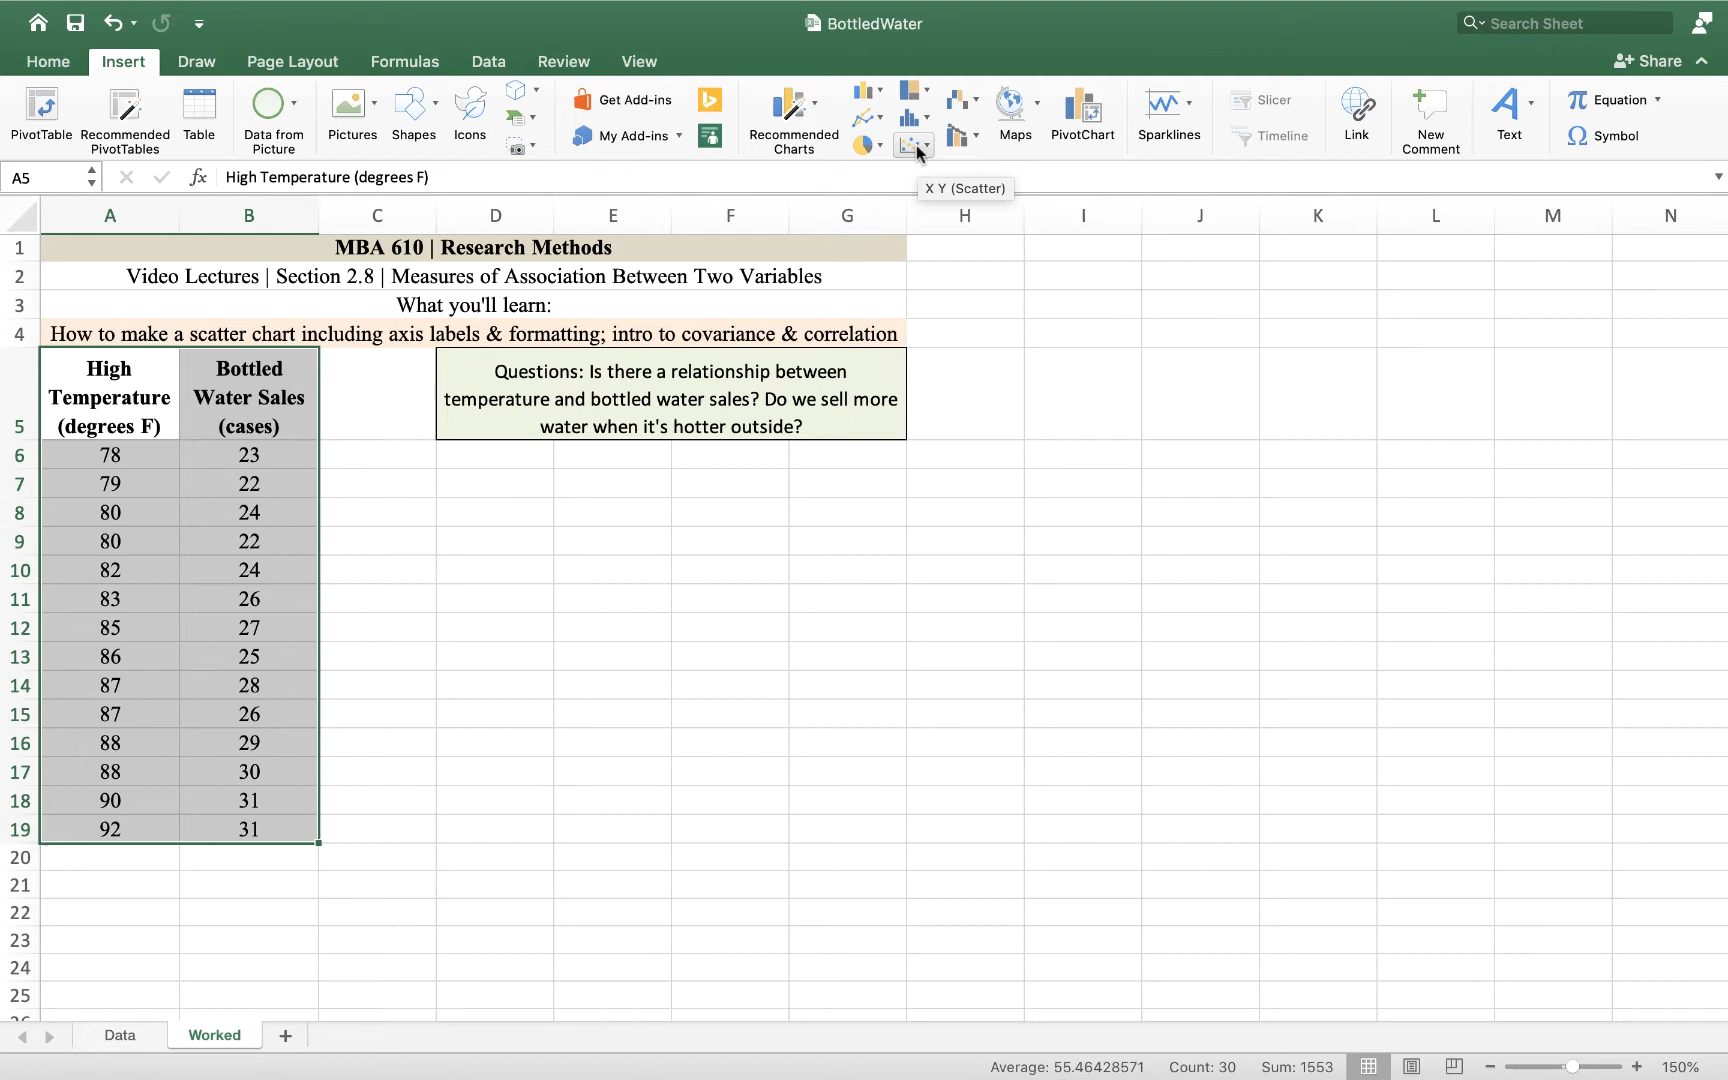 BottledWater
Search Sheet
Home
Insert
Draw
Page Layout
Formulas
Data
Review
View
Share
PivotTable
Recommended
PivotTables
Table
Data from
Picture
Pictures
Shapes
Icons
Get Add-ins
My Add-ins
Recommended
Charts
Maps
PivotChart
Sparklines
Slicer
Timeline
Link
New
Comment
Text
Equation
Symbol
A5
fx
High Temperature (degrees F)
X Y (Scatter)
A B C D E F G H I J K L M N
1 MBA 610 | Research Methods
2 Video Lectures | Section 2.8 | Measures of Association Between Two Variables
3 What you'll learn:
4 How to make a scatter chart including axis labels & formatting; intro to covariance & correlation
High
Temperature
(degrees F)
Bottled
Water Sales
(cases)
Questions: Is there a relationship between
temperature and bottled water sales? Do we sell more
water when it's hotter outside?
5
6 78 23
7 79 22
8 80 24
9 80 22
10 82 24
11 83 26
12 85 27
13 86 25
14 87 28
15 87 26
16 88 29
17 88 30
18 90 31
19 92 31
20
21
22
23
24
25
Data
Worked
Average: 55.46428571
Count: 30
Sum: 1553
150%